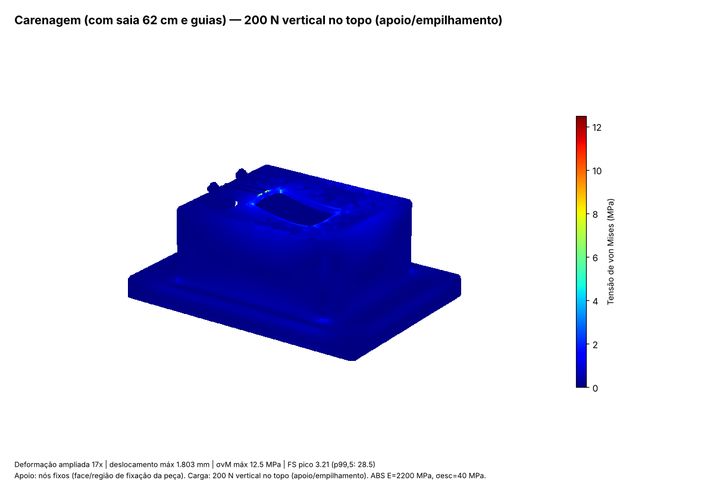 Carenagem (com saia 62 cm e guias) — 200 N vertical no topo (apoio/empilhamento)
12
10
8
6
4
2
0
Tensão de von Mises (MPa)
Deformação ampliada 17x | deslocamento máx 1.803 mm | σvM máx 12.5 MPa | FS pico 3.21 (p99,5: 28.5)
Apoio: nós fixos (face/região de fixação da peça). Carga: 200 N vertical no topo (apoio/empilhamento). ABS E=2200 MPa, σesc=40 MPa.